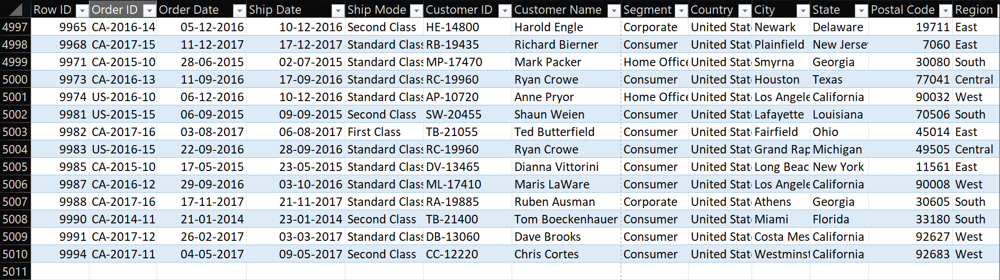 Row ID Order ID Order Date Ship Date Ship Mode Customer ID Customer Name Segment Country City State Postal Code Region
4997 9965 CA-2016-14 05-12-2016 10-12-2016 Second Class HE-14800 Harold Engle Corporate United Stat Newark Delaware 19711 East
4998 9968 CA-2017-15 11-12-2017 17-12-2017 Standard Class RB-19435 Richard Bierner Consumer United Stat Plainfield New Jersey 7060 East
4999 9971 CA-2015-10 28-06-2015 02-07-2015 Standard Class MP-17470 Mark Packer Home Office United Stat Smyrna Georgia 30080 South
5000 9973 CA-2016-13 11-09-2016 17-09-2016 Standard Class RC-19960 Ryan Crowe Consumer United Stat Houston Texas 77041 Central
5001 9974 US-2016-10 06-12-2016 10-12-2016 Standard Class AP-10720 Anne Pryor Home Office United Stat Los Angele California 90032 West
5002 9981 US-2015-15 06-09-2015 09-09-2015 Second Class SW-20455 Shaun Weien Consumer United Stat Lafayette Louisiana 70506 South
5003 9982 CA-2017-16 03-08-2017 06-08-2017 First Class TB-21055 Ted Butterfield Consumer United Stat Fairfield Ohio 45014 East
5004 9983 US-2016-15 22-09-2016 28-09-2016 Standard Class RC-19960 Ryan Crowe Consumer United Stat Grand Rap Michigan 49505 Central
5005 9985 CA-2015-10 17-05-2015 23-05-2015 Standard Class DV-13465 Dianna Vittorini Consumer United Stat Long Beac New York 11561 East
5006 9987 CA-2016-12 29-09-2016 03-10-2016 Standard Class ML-17410 Maris LaWare Consumer United Stat Los Angele California 90008 West
5007 9988 CA-2017-16 17-11-2017 21-11-2017 Standard Class RA-19885 Ruben Ausman Corporate United Stat Athens Georgia 30605 South
5008 9990 CA-2014-11 21-01-2014 23-01-2014 Second Class TB-21400 Tom Boeckenhauer Consumer United Stat Miami Florida 33180 South
5009 9991 CA-2017-12 26-02-2017 03-03-2017 Standard Class DB-13060 Dave Brooks Consumer United Stat Costa Mes California 92627 West
5010 9994 CA-2017-11 04-05-2017 09-05-2017 Second Class CC-12220 Chris Cortes Consumer United Stat Westminst California 92683 West
5011